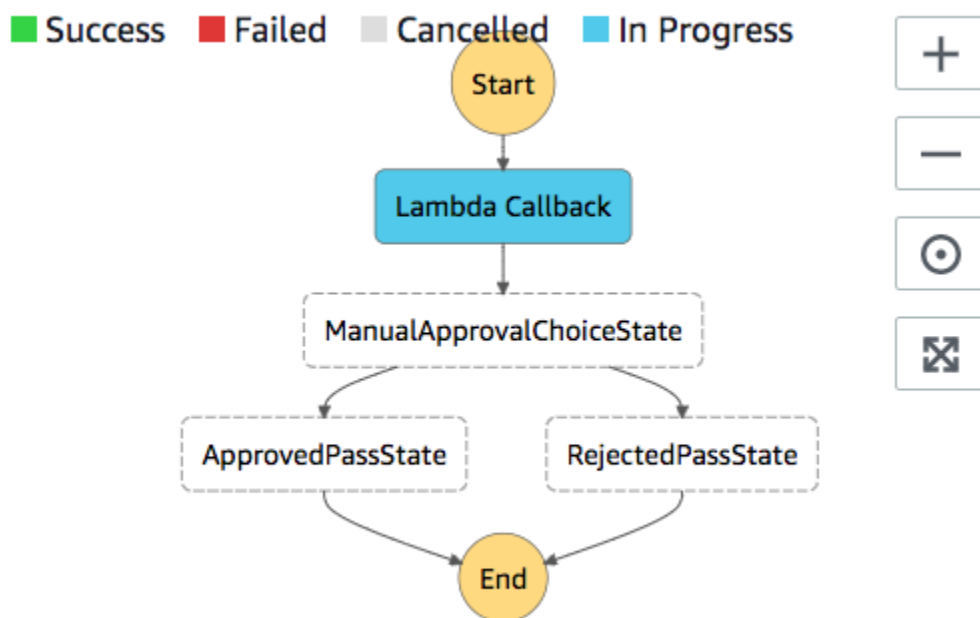 Success Failed Cancelled In Progress
Start
Lambda Callback
ManualApprovalChoiceState
ApprovedPassState RejectedPassState
End